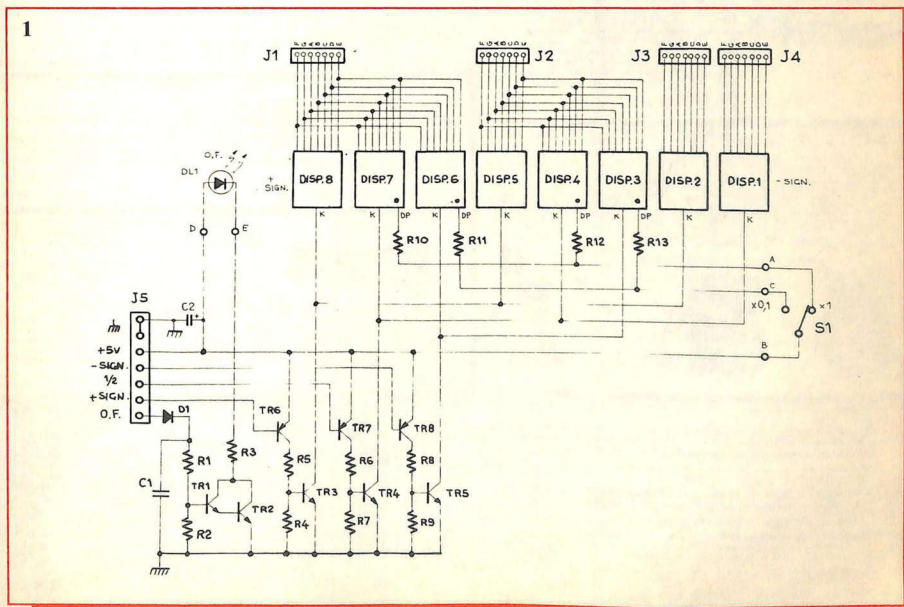 1
J1
F G A B C D E
J2
F G A B C D E
J3
F G A B C D E
J4
F G A B C D E
O.F.
DL1
+ SIGN.
DISP.8
DISP.7
DISP.6
DISP.5
DISP.4
DISP.3
DISP.2
DISP.1
- SIGN.
K
K
DP
K
DP
K
K
DP
K
DP
K
K
D
E
R10
R11
R12
R13
A
C
x0,1
x1
S1
B
J5
C2
+
+5V
-SIGN.
1/2
+SIGN.
O.F.
D1
TR6
TR7
TR8
R1
R3
R5
R6
R8
C1
TR1
TR2
TR3
TR4
TR5
R2
R4
R7
R9